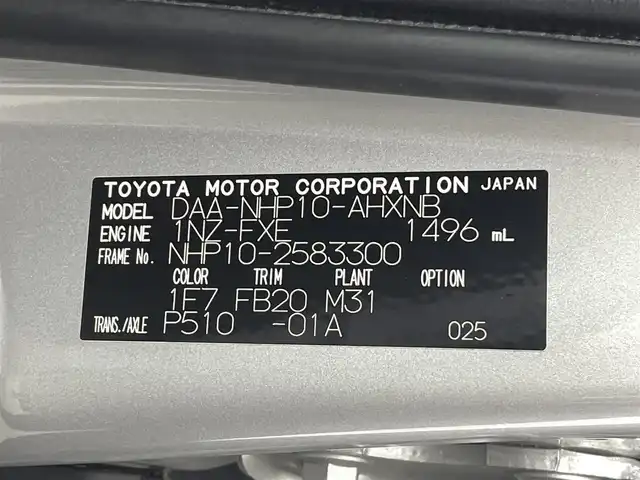 TOYOTA MOTOR CORPORATION JAPAN
MODEL DAA-NHP10-AHXNB
ENGINE 1NZ-FXE 1496 mL
FRAME No. NHP10-2583300
COLOR TRIM PLANT OPTION
1F7 FB20 M31
TRANS./AXLE P510 -01A 025